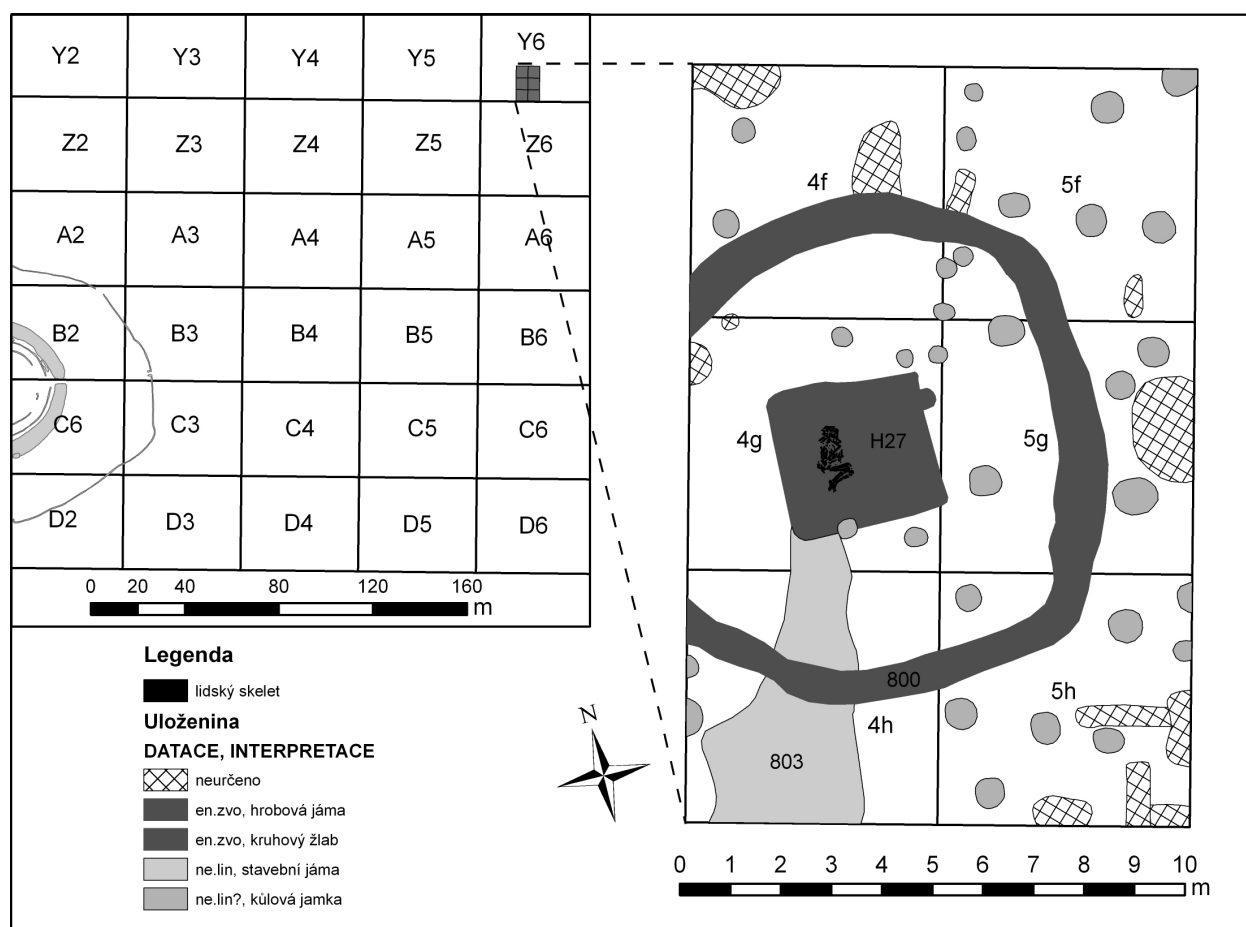 Y2 Y3 Y4 Y5 Y6
Z2 Z3 Z4 Z5 Z6
A2 A3 A4 A5 A6
B2 B3 B4 B5 B6
C6 C3 C4 C5 C6
D2 D3 D4 D5 D6
0 20 40 80 120 160
m
Legenda
lidský skelet
Uloženina
DATACE, INTERPRETACE
neurčeno
en.zvo, hrobová jáma
en.zvo, kruhový žlab
ne.lin, stavební jáma
ne.lin?, kůlová jamka
N
4f 5f
4g H27 5g
800
4h 5h
803
0 1 2 3 4 5 6 7 8 9 10
m